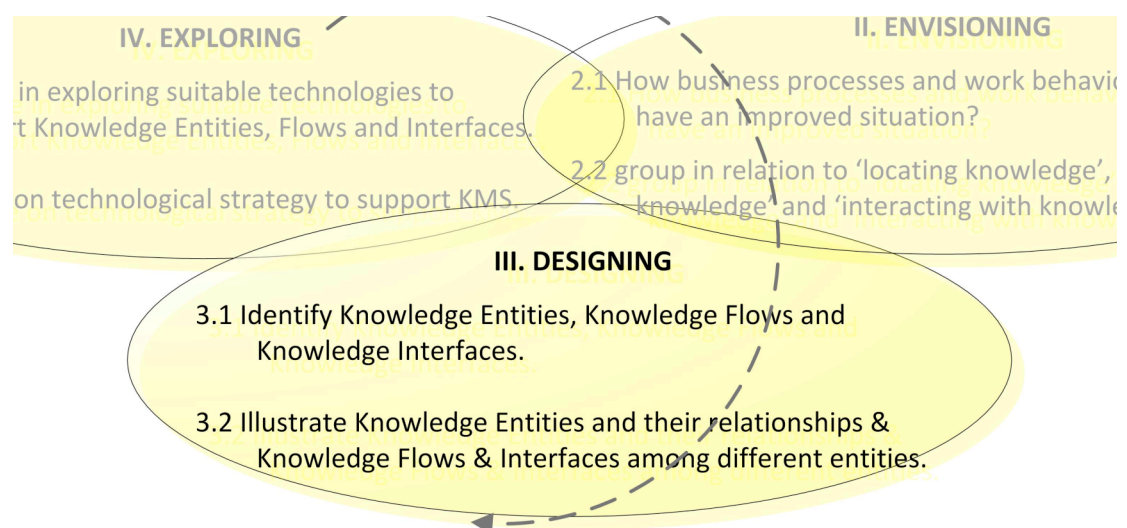 IV. EXPLORING
in exploring suitable technologies to
Knowledge Entities, Flows and Interfaces.
on technological strategy to support KMS.
II. ENVISIONING
2.1 How business processes and work
have an improved situation?
2.2 group in relation to ‘locating knowledge’,
knowledge’ and ‘interacting with
III. DESIGNING
3.1 Identify Knowledge Entities, Knowledge Flows and
Knowledge Interfaces.
3.2 Illustrate Knowledge Entities and their relationships &
Knowledge Flows & Interfaces among different entities.